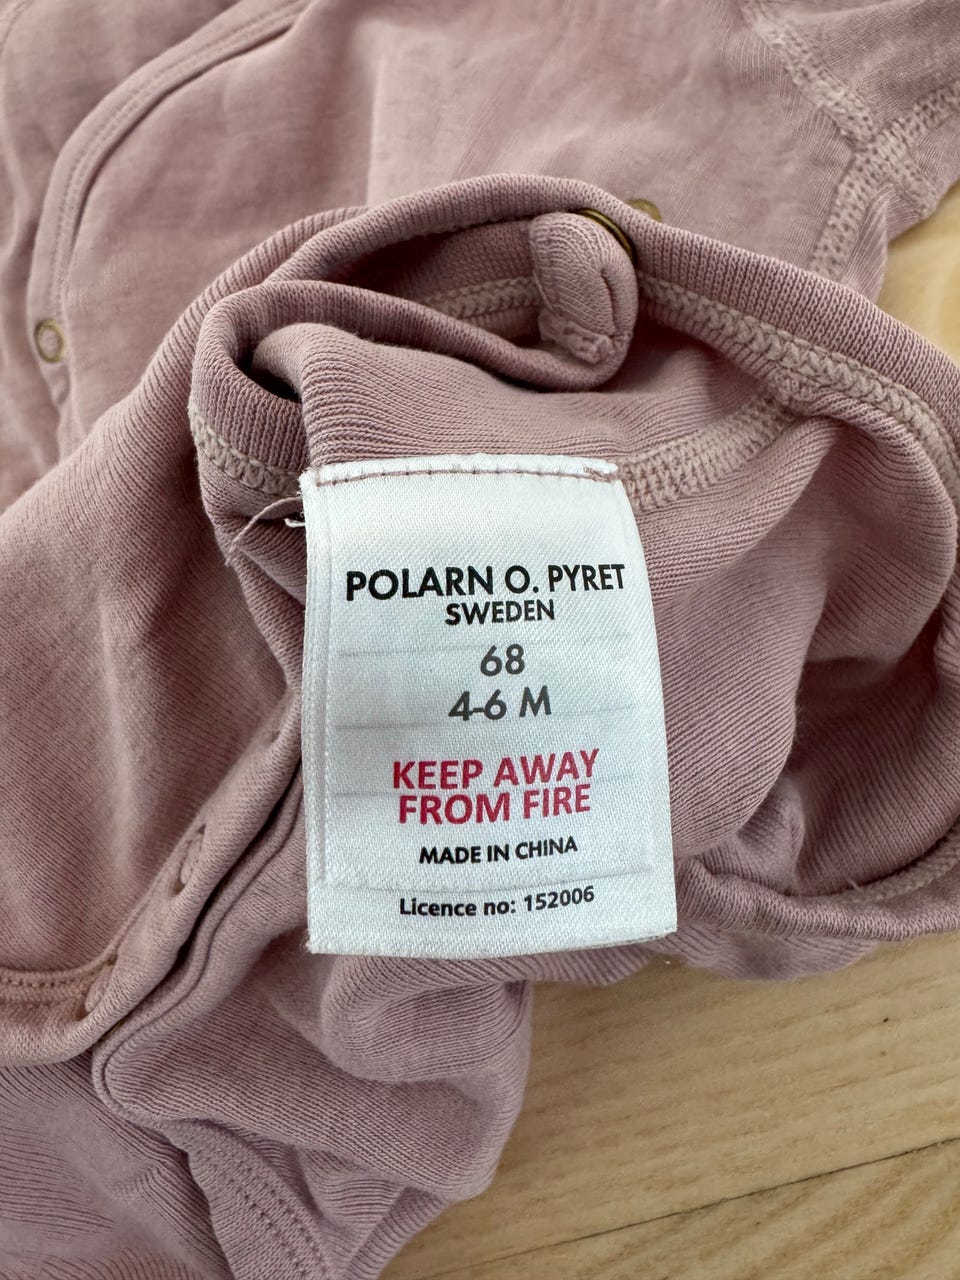 POLARN O. PYRET
SWEDEN
68
4-6 M
KEEP AWAY
FROM FIRE
MADE IN CHINA
Licence no: 152006